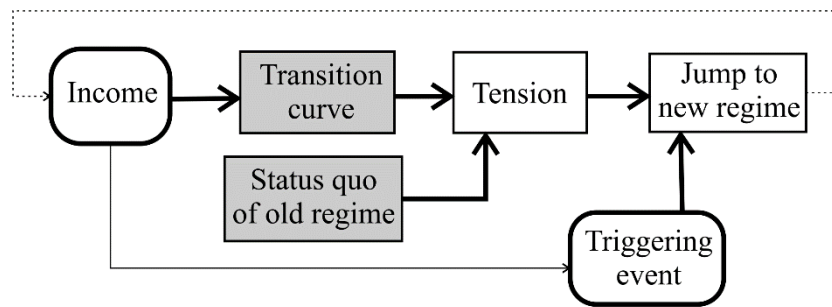 Income
Transition
curve
Tension
Jump to
new regime
Status quo
of old regime
Triggering
event